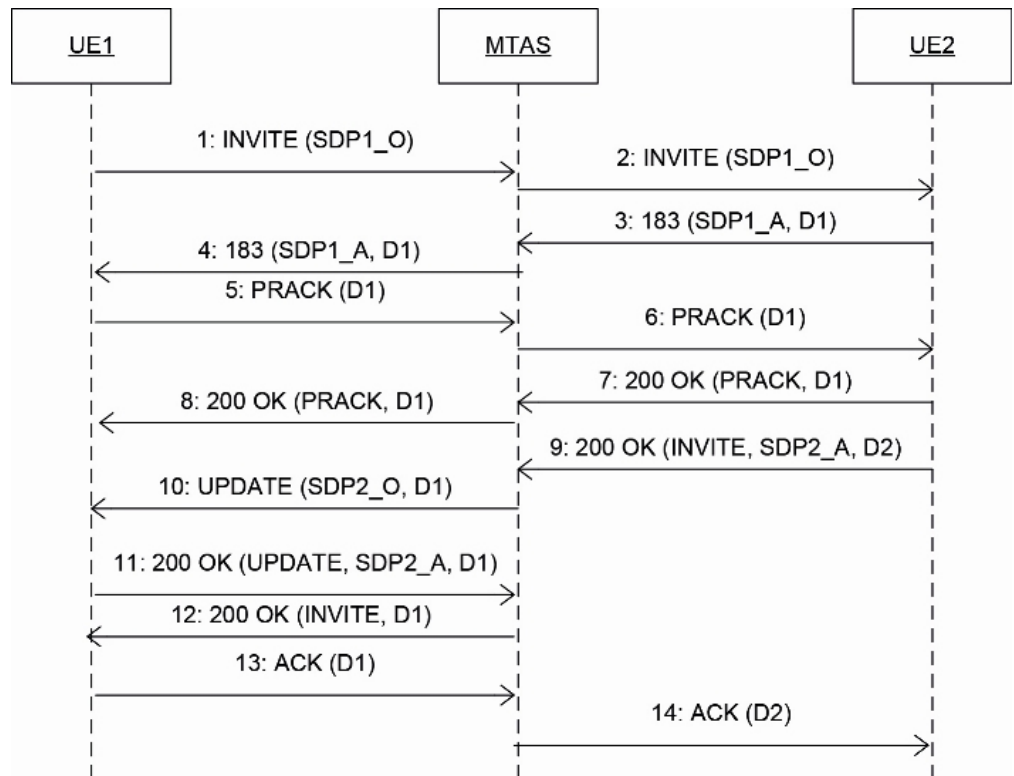 UE1
MTAS
UE2
1: INVITE (SDP1_O)
2: INVITE (SDP1_O)
3: 183 (SDP1_A, D1)
4: 183 (SDP1_A, D1)
5: PRACK (D1)
6: PRACK (D1)
7: 200 OK (PRACK, D1)
8: 200 OK (PRACK, D1)
9: 200 OK (INVITE, SDP2_A, D2)
10: UPDATE (SDP2_O, D1)
11: 200 OK (UPDATE, SDP2_A, D1)
12: 200 OK (INVITE, D1)
13: ACK (D1)
14: ACK (D2)